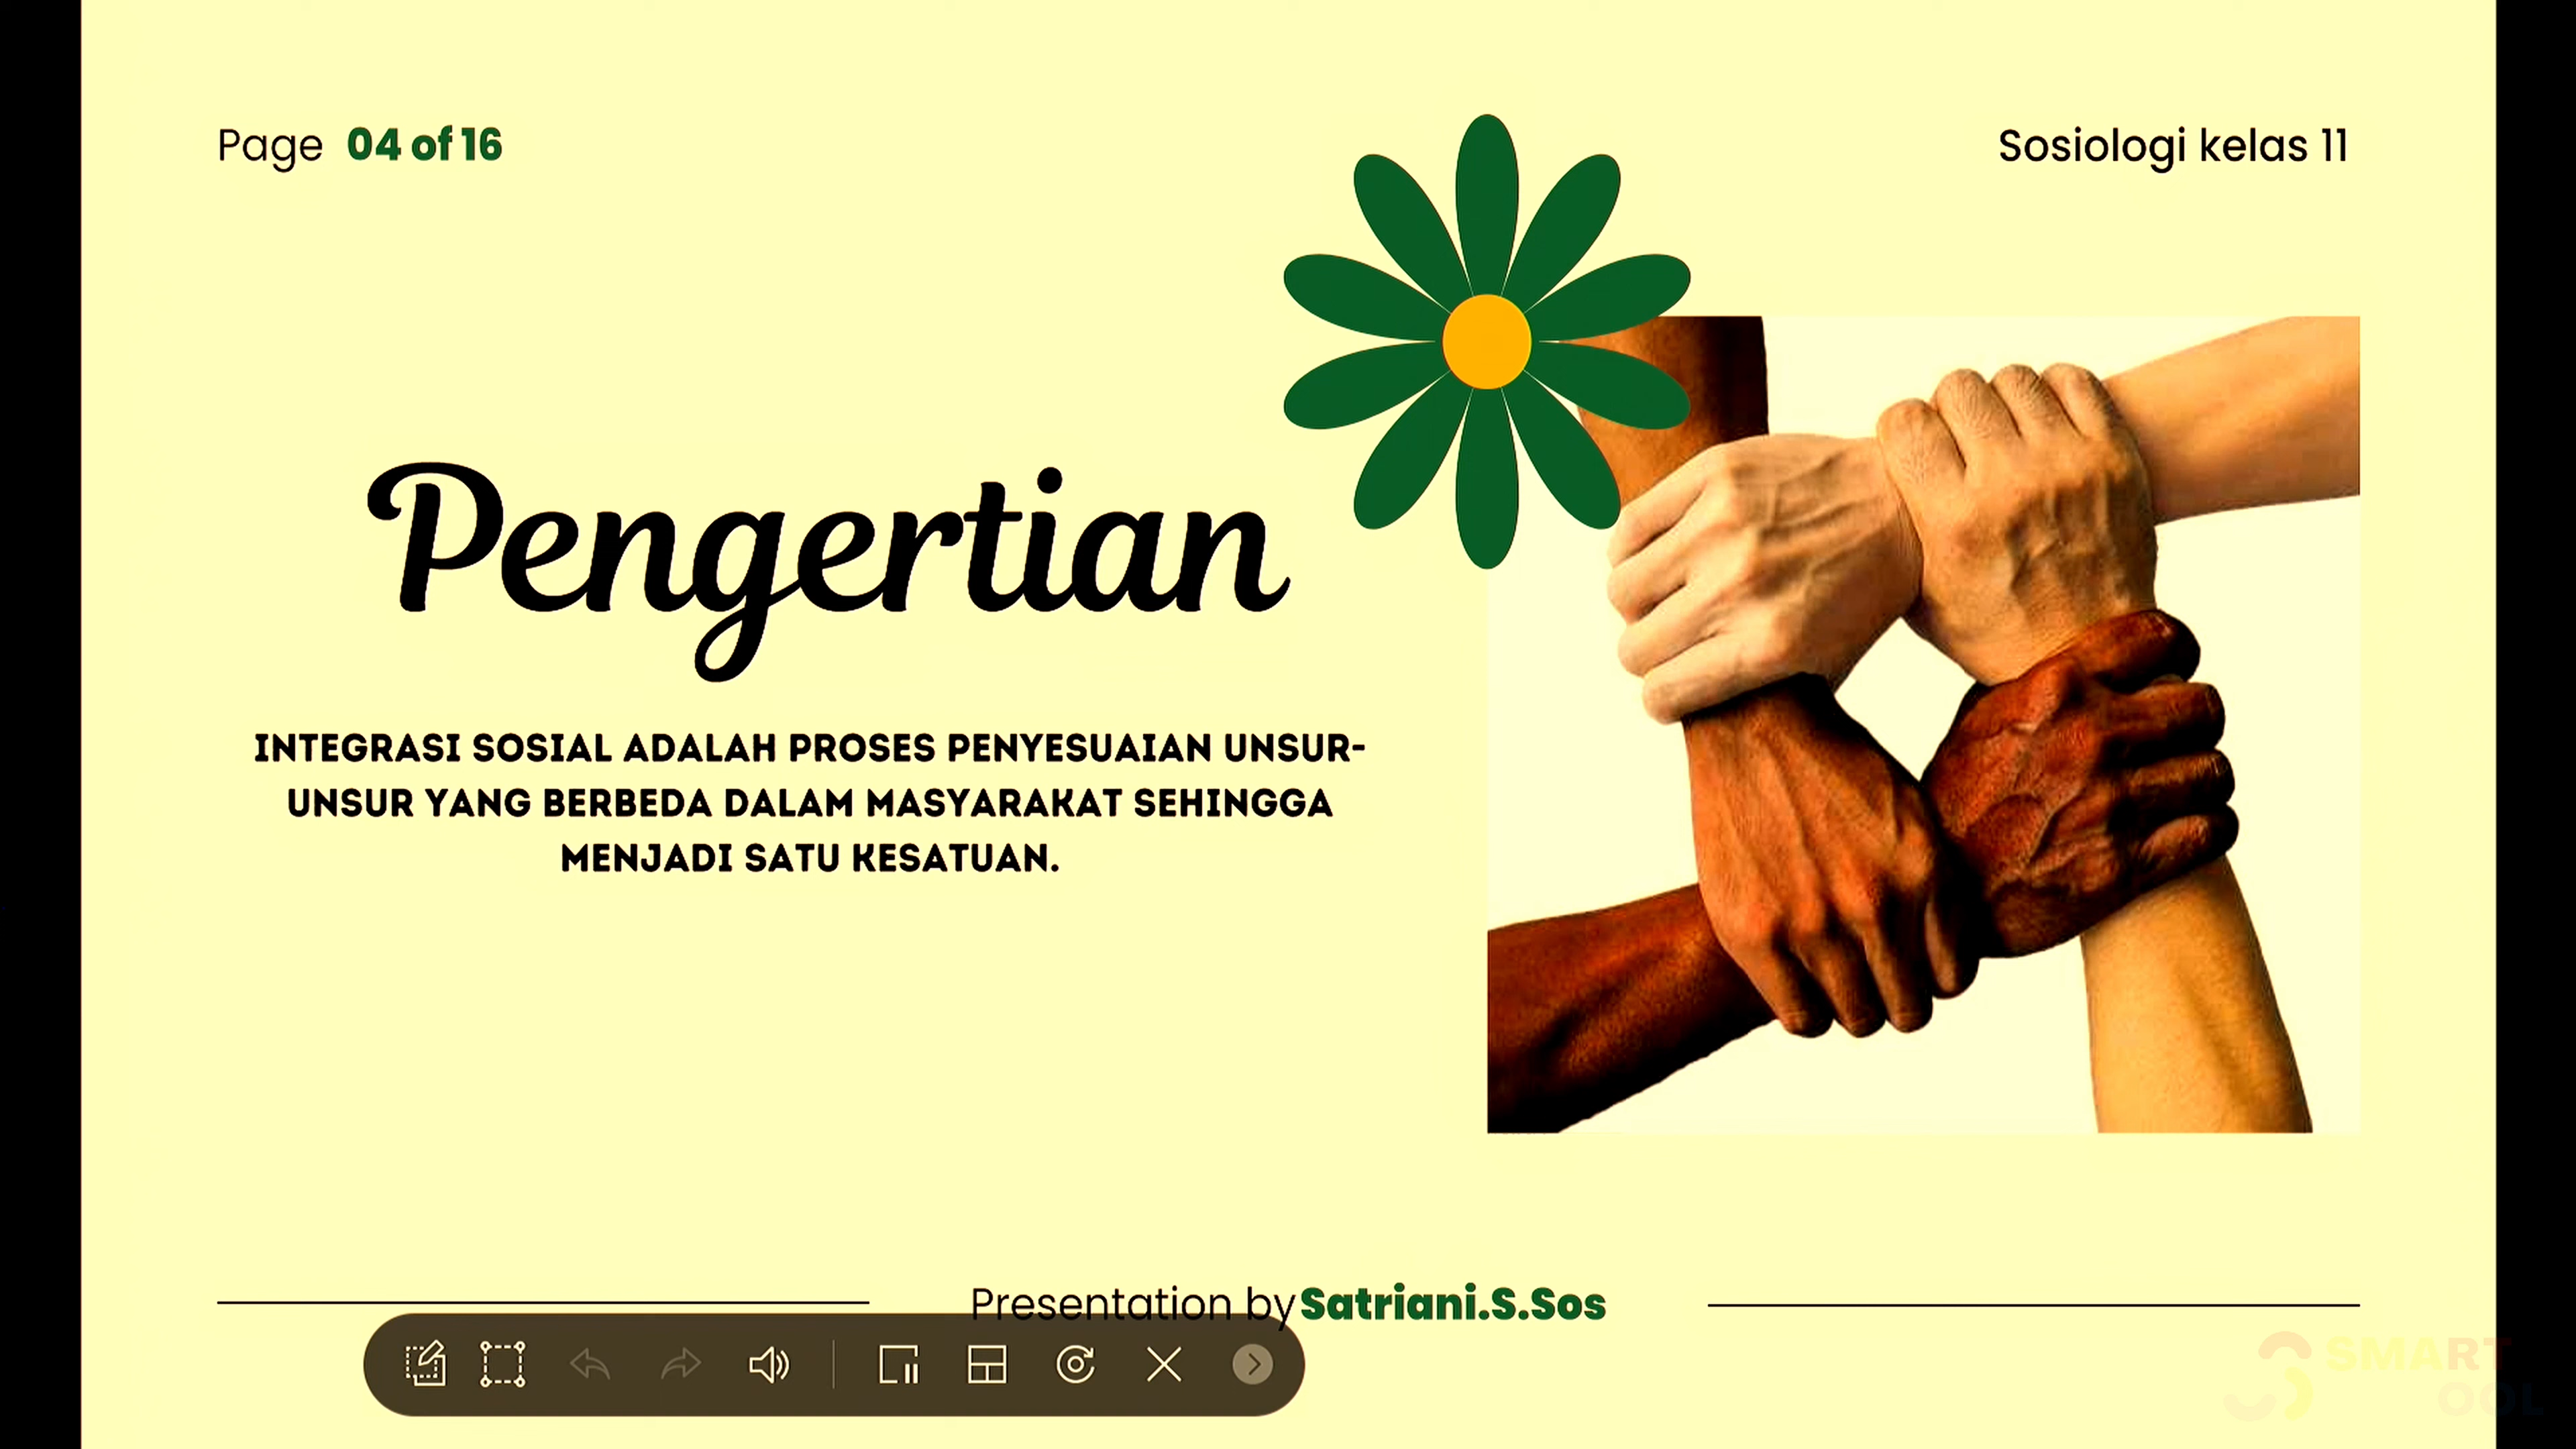 Page 04 of 16
Sosiologi kelas 11
Pengertian
INTEGRASI SOSIAL ADALAH PROSES PENYESUAIAN UNSUR-
UNSUR YANG BERBEDA DALAM MASYARAKAT SEHINGGA
MENJADI SATU KESATUAN.
Presentation by Satriani.S.Sos
SMART